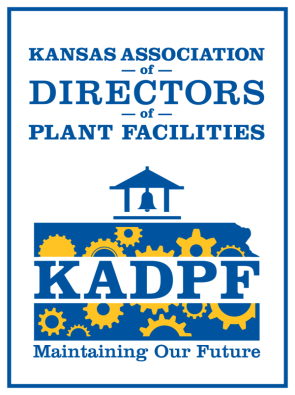 KANSAS ASSOCIATION
of
DIRECTORS
of
PLANT FACILITIES
KADPF
Maintaining Our Future